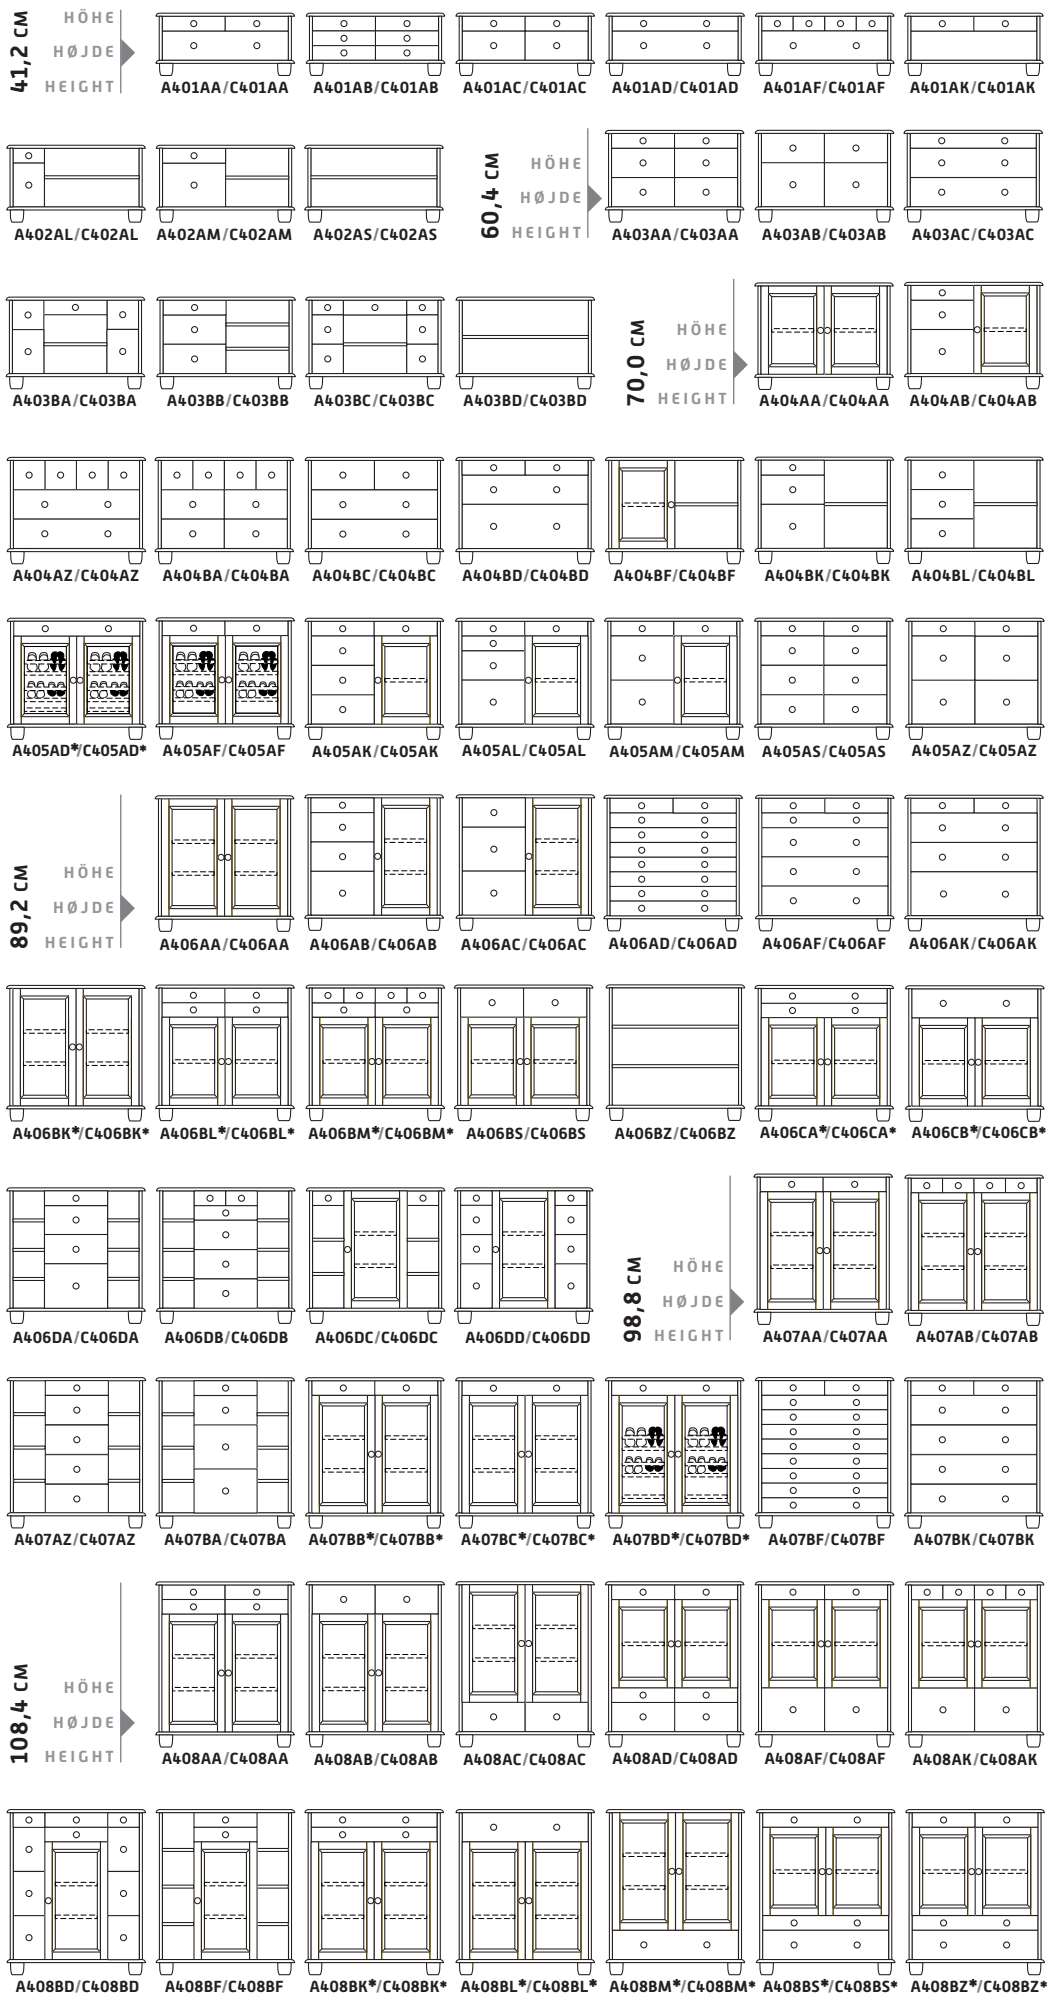 41,2 CM
HÖHE
HØJDE
HEIGHT
A401AA/C401AA
A401AB/C401AB
A401AC/C401AC
A401AD/C401AD
A401AF/C401AF
A401AK/C401AK
A402AL/C402AL
A402AM/C402AM
A402AS/C402AS
60,4 CM
HÖHE
HØJDE
HEIGHT
A403AA/C403AA
A403AB/C403AB
A403AC/C403AC
A403BA/C403BA
A403BB/C403BB
A403BC/C403BC
A403BD/C403BD
70,0 CM
HÖHE
HØJDE
HEIGHT
A404AA/C404AA
A404AB/C404AB
A404AZ/C404AZ
A404BA/C404BA
A404BC/C404BC
A404BD/C404BD
A404BF/C404BF
A404BK/C404BK
A404BL/C404BL
A405AD*/C405AD*
A405AF/C405AF
A405AK/C405AK
A405AL/C405AL
A405AM/C405AM
A405AS/C405AS
A405AZ/C405AZ
89,2 CM
HÖHE
HØJDE
HEIGHT
A406AA/C406AA
A406AB/C406AB
A406AC/C406AC
A406AD/C406AD
A406AF/C406AF
A406AK/C406AK
A406BK*/C406BK*
A406BL*/C406BL*
A406BM*/C406BM*
A406BS/C406BS
A406BZ/C406BZ
A406CA*/C406CA*
A406CB*/C406CB*
A406DA/C406DA
A406DB/C406DB
A406DC/C406DC
A406DD/C406DD
98,8 CM
HÖHE
HØJDE
HEIGHT
A407AA/C407AA
A407AB/C407AB
A407AZ/C407AZ
A407BA/C407BA
A407BB*/C407BB*
A407BC*/C407BC*
A407BD*/C407BD*
A407BF/C407BF
A407BK/C407BK
108,4 CM
HÖHE
HØJDE
HEIGHT
A408AA/C408AA
A408AB/C408AB
A408AC/C408AC
A408AD/C408AD
A408AF/C408AF
A408AK/C408AK
A408BD/C408BD
A408BF/C408BF
A408BK*/C408BK*
A408BL*/C408BL*
A408BM*/C408BM*
A408BS*/C408BS*
A408BZ*/C408BZ*